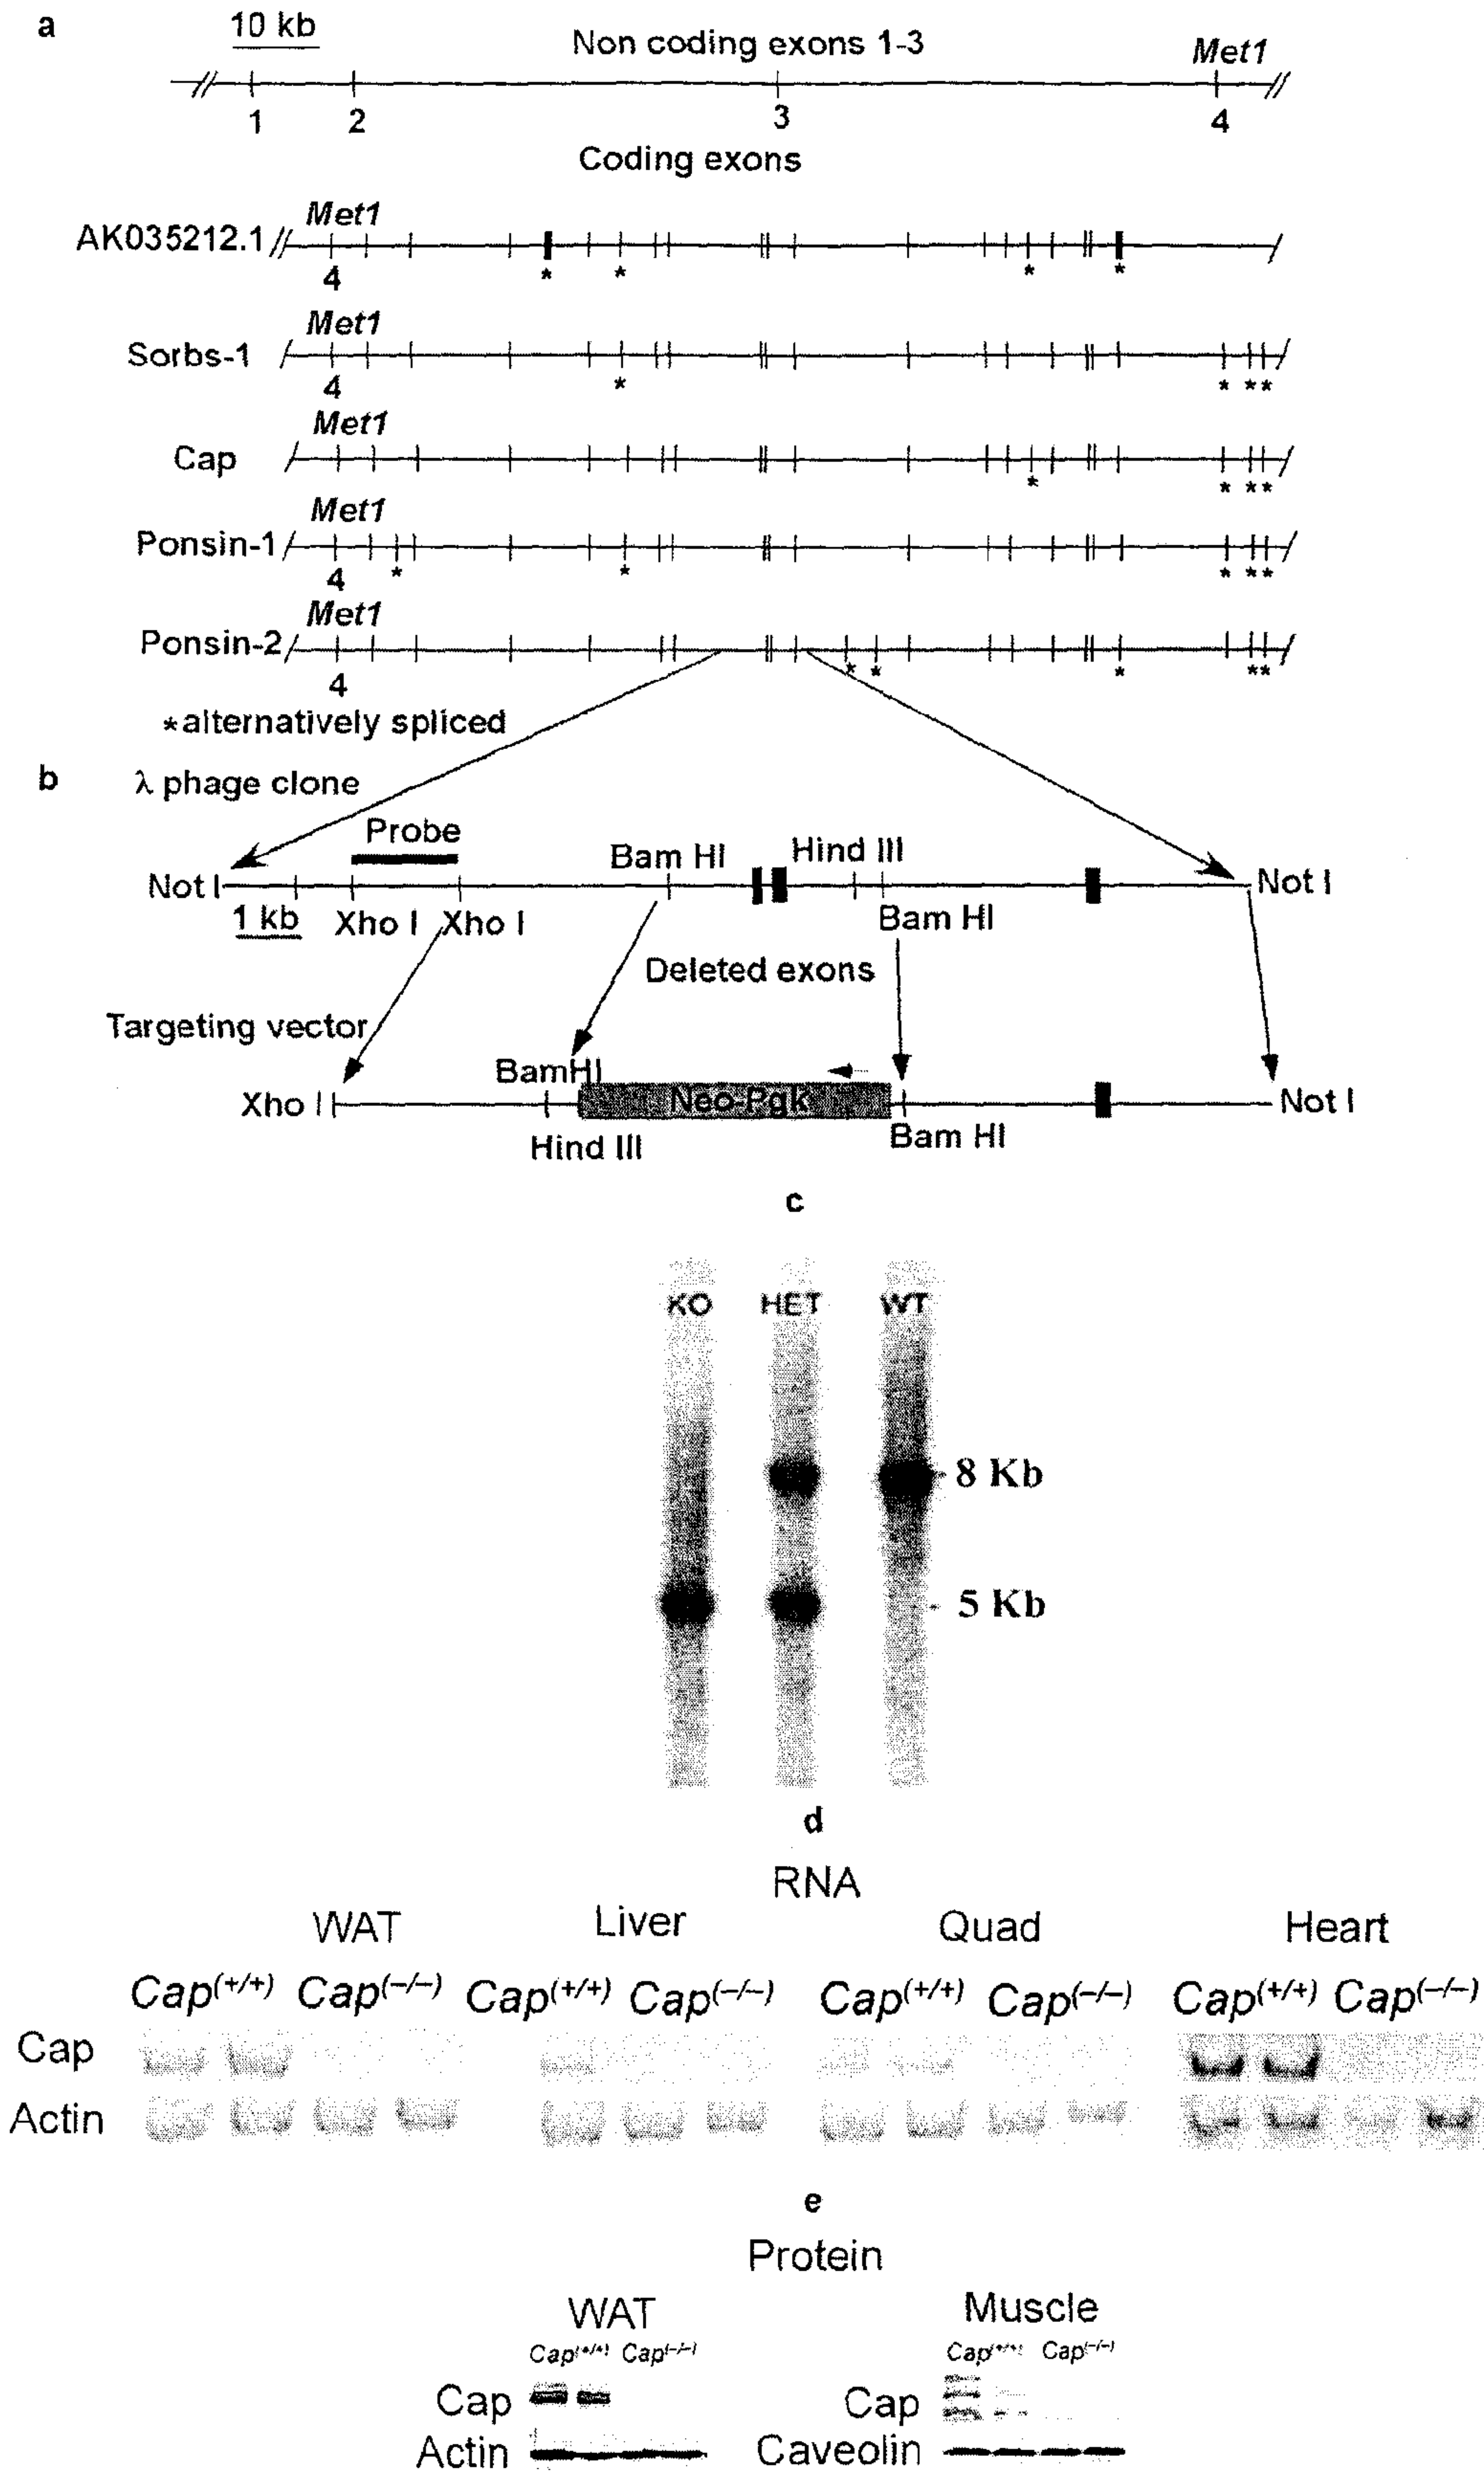 a
10 kb
Non coding exons 1-3
Met1
1 2 3 4
Coding exons
Met1
AK035212.1
4 * * * *
Met1
Sorbs-1
4 * * * *
Met1
Cap
* * * *
Met1
Ponsin-1
4 * * * * *
Met1
Ponsin-2
4 * * * * *
*alternatively spliced
b λ phage clone
Probe
Bam HI Hind III
Not I Not I
1 kb Xho I Xho I Bam HI
Deleted exons
Targeting vector
BamHI
Xho I Neo-Pgk Not I
Hind III Bam HI
c
KO HET WT
8 Kb
5 Kb
d
RNA
WAT Liver Quad Heart
Cap(+/+) Cap(–/–) Cap(+/+) Cap(–/–) Cap(+/+) Cap(–/–) Cap(+/+) Cap(–/–)
Cap
Actin
e
Protein
WAT Muscle
Cap(+/+) Cap(–/–) Cap(+/+) Cap(–/–)
Cap Cap
Actin Caveolin